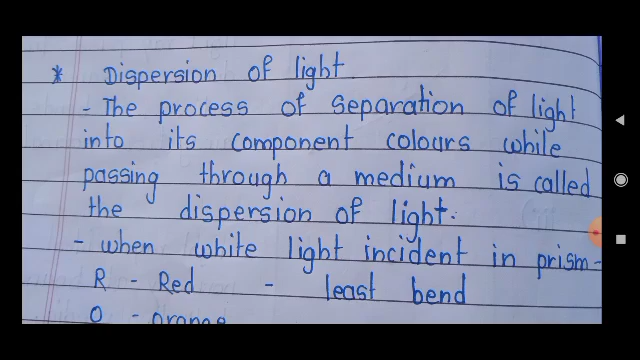 * Dispersion of light
- The process of separation of light
into its component colours while
passing through a medium is called
the dispersion of light.
- when white light incident in prism -
R - Red - least bend
O - orange